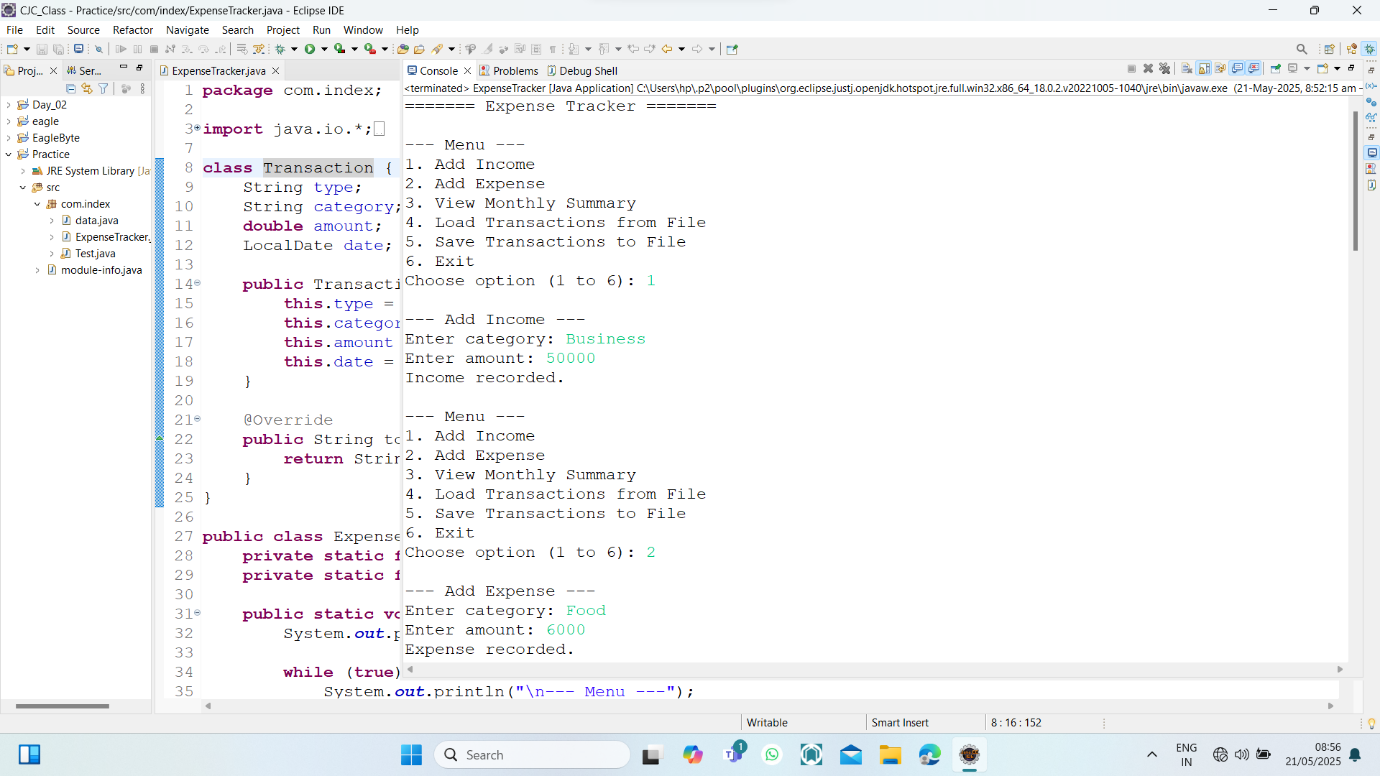 CJC_Class - Practice/src/com/index/ExpenseTracker.java - Eclipse IDE
File Edit Source Refactor Navigate Search Project Run Window Help
Proj... Ser...
Day_02
eagle
EagleByte
Practice
JRE System Library [Ja
src
com.index
data.java
ExpenseTracker.
Test.java
module-info.java
ExpenseTracker.java
1 package com.index;
2
3 import java.io.*;
7
8 class Transaction {
9 String type;
10 String category;
11 double amount;
12 LocalDate date;
13
14 public Transacti
15 this.type =
16 this.categor
17 this.amount
18 this.date =
19 }
20
21 @Override
22 public String to
23 return Strin
24 }
25 }
26
27 public class Expense
28 private static f
29 private static f
30
31 public static vo
32 System.out.p
33
34 while (true)
35 System.out.println("\n--- Menu ---");
Console Problems Debug Shell
<terminated> ExpenseTracker [Java Application] C:\Users\hp\.p2\pool\plugins\org.eclipse.justj.openjdk.hotspot.jre.full.win32.x86_64_18.0.2.v20221005-1040\jre\bin\javaw.exe (21-May-2025, 8:52:15 am –
======= Expense Tracker =======
--- Menu ---
1. Add Income
2. Add Expense
3. View Monthly Summary
4. Load Transactions from File
5. Save Transactions to File
6. Exit
Choose option (1 to 6): 1
--- Add Income ---
Enter category: Business
Enter amount: 50000
Income recorded.
--- Menu ---
1. Add Income
2. Add Expense
3. View Monthly Summary
4. Load Transactions from File
5. Save Transactions to File
6. Exit
Choose option (1 to 6): 2
--- Add Expense ---
Enter category: Food
Enter amount: 6000
Expense recorded.
Writable Smart Insert 8 : 16 : 152
Search
1
ENG
IN
08:56
21/05/2025